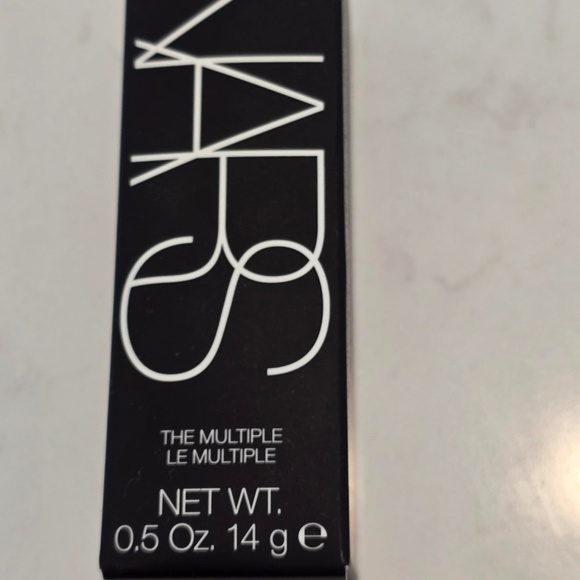 NARS
THE MULTIPLE
LE MULTIPLE
NET WT.
0.5 Oz. 14 g ℮